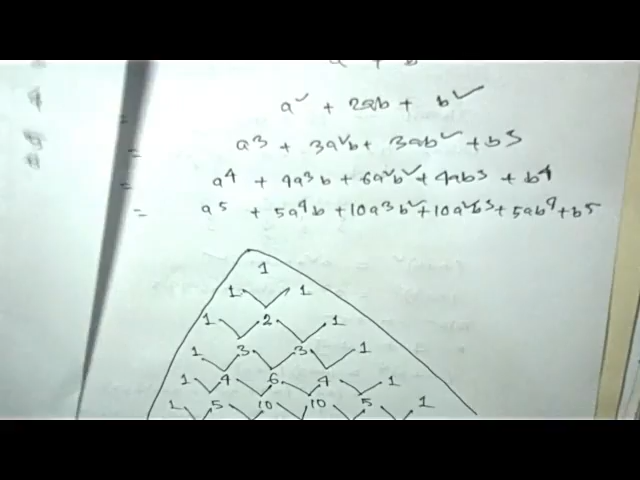 a + b
= a² + 2ab + b²
= a³ + 3a²b + 3ab² + b³
= a⁴ + 4a³b + 6a²b² + 4ab³ + b⁴
= a⁵ + 5a⁴b + 10a³b² + 10a²b³ + 5ab⁴ + b⁵
1
1 1
1 2 1
1 3 3 1
1 4 6 4 1
1 5 10 10 5 1